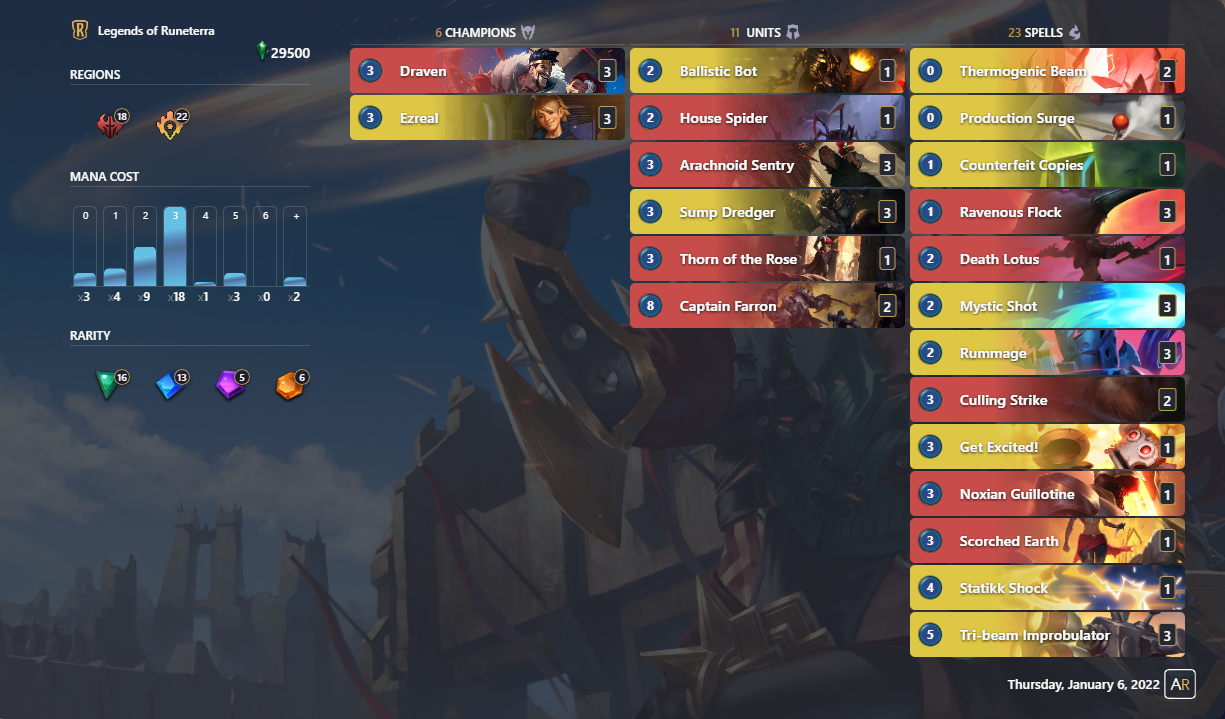 Legends of Runeterra
29500
REGIONS
18 22
MANA COST
0 1 2 3 4 5 6 +
x3 x4 x9 x18 x1 x3 x0 x2
RARITY
16 13 5 6
6 CHAMPIONS
3 Draven 3
3 Ezreal 3
11 UNITS
2 Ballistic Bot 1
2 House Spider 1
3 Arachnoid Sentry 3
3 Sump Dredger 3
3 Thorn of the Rose 1
8 Captain Farron 2
23 SPELLS
0 Thermogenic Beam 2
0 Production Surge 1
1 Counterfeit Copies 1
1 Ravenous Flock 3
2 Death Lotus 1
2 Mystic Shot 3
2 Rummage 3
3 Culling Strike 2
3 Get Excited! 1
3 Noxian Guillotine 1
3 Scorched Earth 1
4 Statikk Shock 1
5 Tri-beam Improbulator 3
Thursday, January 6, 2022 AR